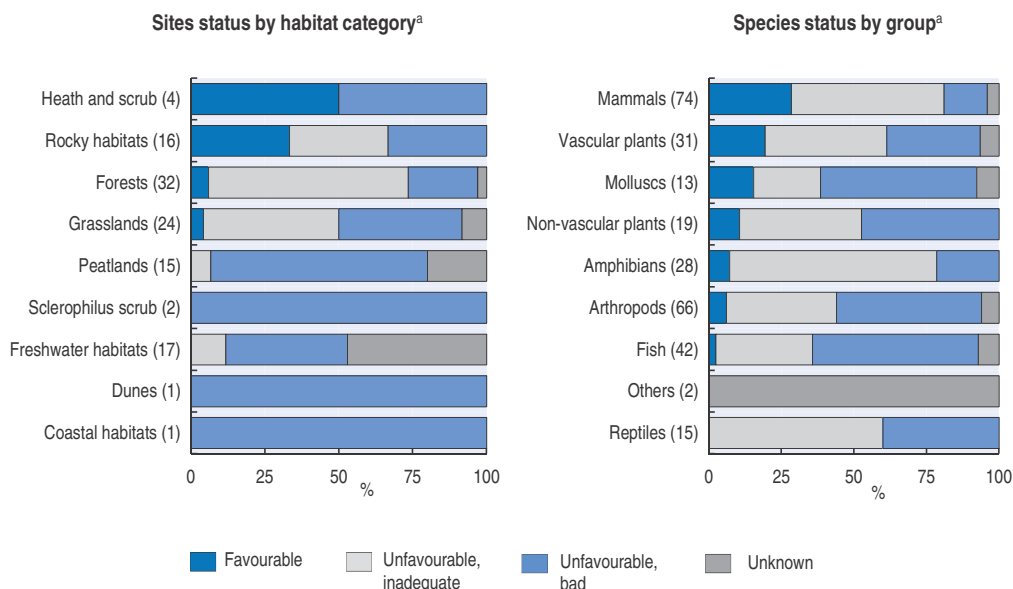 Sites status by habitat categorya
Heath and scrub (4)
Rocky habitats (16)
Forests (32)
Grasslands (24)
Peatlands (15)
Sclerophilus scrub (2)
Freshwater habitats (17)
Dunes (1)
Coastal habitats (1)
0 25 50 75 100
%
Species status by groupa
Mammals (74)
Vascular plants (31)
Molluscs (13)
Non-vascular plants (19)
Amphibians (28)
Arthropods (66)
Fish (42)
Others (2)
Reptiles (15)
0 25 50 75 100
%
Favourable
Unfavourable,
inadequate
Unfavourable,
bad
Unknown